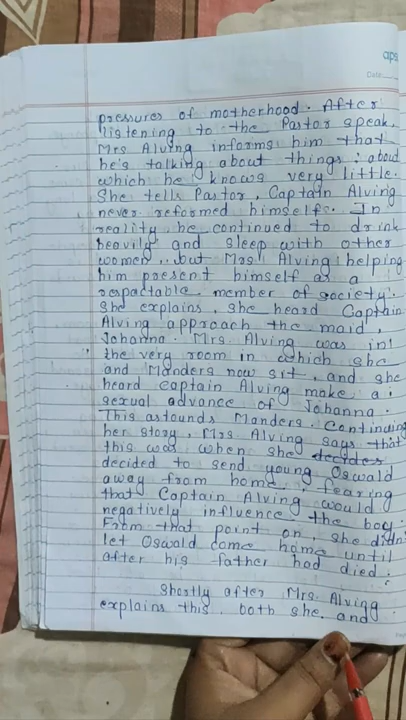 aps
Date:
pressures of motherhood. After
listening to the Pastor speak,
Mrs Alving informs him that
he's talking about things : about
which he knows very little.
She tells Pastor, Captain Alving
never reformed himself. In
reality he continued to drink
heavily and sleep with other
women, but Mrs Alving helping
him present himself as a
respactable member of society.
She explains, she heard Captain
Alving approach the maid,
Johanna. Mrs. Alving was in
the very room in which she
and Manders now sit, and she
heard captain Alving make a
sexual advance of Johanna.
This astounds Manders. Continuing
her story, Mrs Alving says that
this was when she decides
decided to send young Oswald
away from home, fearing
that Captain Alving would
negatively influence the boy.
From that point on, she didn
let Oswald come home until
after his father had died.
Shortly after Mrs. Alving
explains this, both she and